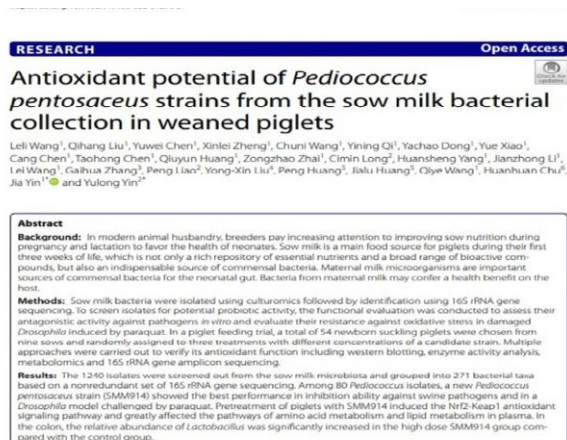 RESEARCH
Open Access
Check for
updates
Antioxidant potential of Pediococcus
pentosaceus strains from the sow milk bacterial
collection in weaned piglets
Leli Wang¹, Qihang Liu¹, Yuwei Chen¹, Xinlei Zheng¹, Chuni Wang¹, Yining Qi¹, Yachao Dong¹, Yue Xiao¹,
Cang Chen¹, Taohong Chen¹, Qiuyun Huang¹, Zongzhao Zhai¹, Cimin Long², Huansheng Yang¹, Jianzhong Li¹,
Lei Wang¹, Gaihua Zhang¹, Peng Liao², Yong-Xin Liu⁴, Peng Huang⁵, Jialu Huang⁵, Qiye Wang¹, Huanhuan Chu⁶,
Jia Yin¹* and Yulong Yin²*
Abstract
Background: In modern animal husbandry, breeders pay increasing attention to improving sow nutrition during
pregnancy and lactation to favor the health of neonates. Sow milk is a main food source for piglets during their first
three weeks of life, which is not only a rich repository of essential nutrients and a broad range of bioactive com-
pounds, but also an indispensable source of commensal bacteria. Maternal milk microorganisms are important
sources of commensal bacteria for the neonatal gut. Bacteria from maternal milk may confer a health benefit on the
host.
Methods: Sow milk bacteria were isolated using culturomics followed by identification using 16S rRNA gene
sequencing. To screen isolates for potential probiotic activity, the functional evaluation was conducted to assess their
antagonistic activity against pathogens in vitro and evaluate their resistance against oxidative stress in damaged
Drosophila induced by paraquat. In a piglet feeding trial, a total of 54 newborn suckling piglets were chosen from
nine sows and randomly assigned to three treatments with different concentrations of a candidate strain. Multiple
approaches were carried out to verify its antioxidant function including western blotting, enzyme activity analysis,
metabolomics and 16S rRNA gene amplicon sequencing.
Results: The 1240 isolates were screened out from the sow milk microbiota and grouped into 271 bacterial taxa
based on a nonredundant set of 16S rRNA gene sequencing. Among 80 Pediococcus isolates, a new Pediococcus
pentosaceus strain (SMM914) showed the best performance in inhibition ability against swine pathogens and in a
Drosophila model challenged by paraquat. Pretreatment of piglets with SMM914 induced the Nrf2-Keap1 antioxidant
signaling pathway and greatly affected the pathways of amino acid metabolism and lipid metabolism in plasma. In
the colon, the relative abundance of Lactobacillus was significantly increased in the high dose SMM914 group com-
pared with the control group.